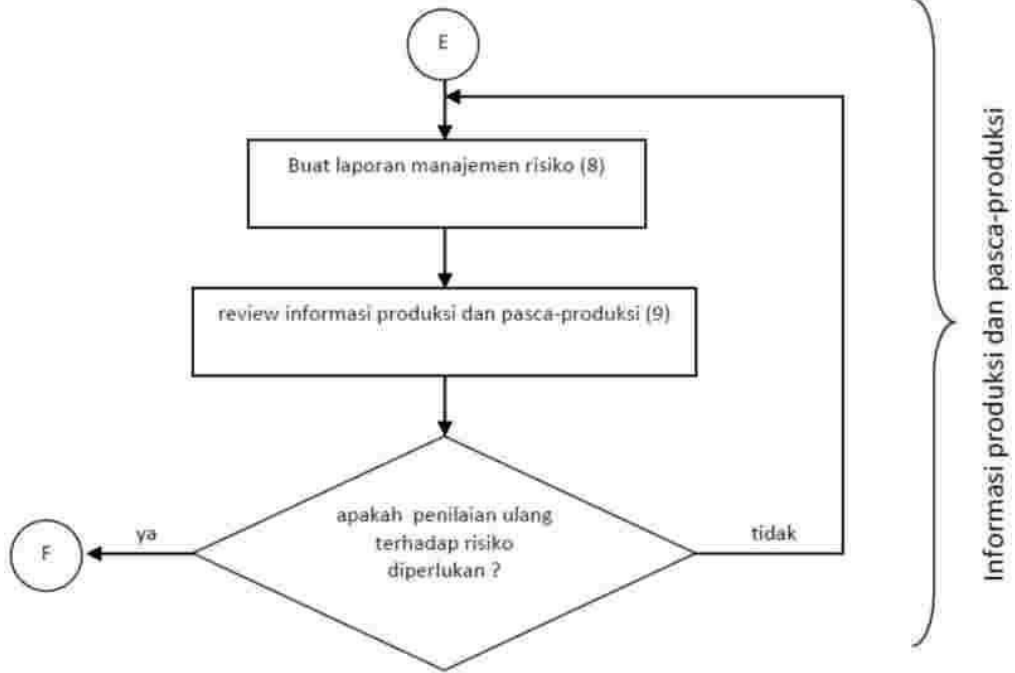 E
Buat laporan manajemen risiko (8)
review informasi produksi dan pasca-produksi (9)
apakah penilaian ulang
terhadap risiko
diperlukan ?
ya
tidak
F
Informasi produksi dan pasca-produksi